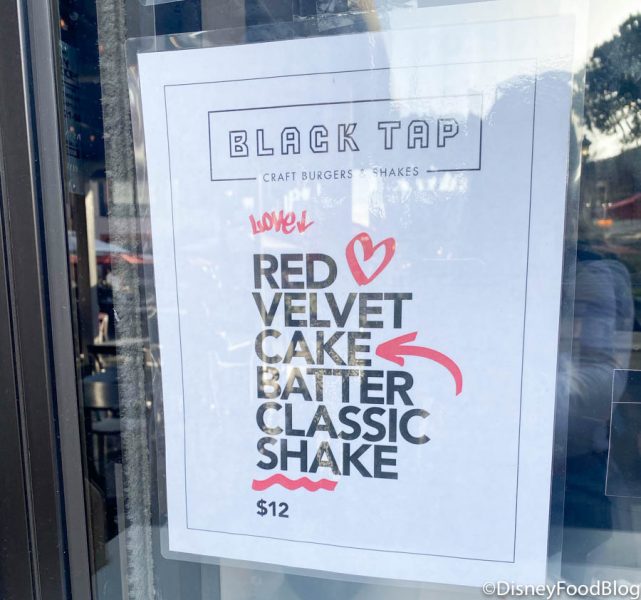 BLACK TAP
CRAFT BURGERS & SHAKES
LOVE
RED
VELVET
CAKE
BATTER
CLASSIC
SHAKE
$12
©DisneyFoodBlog